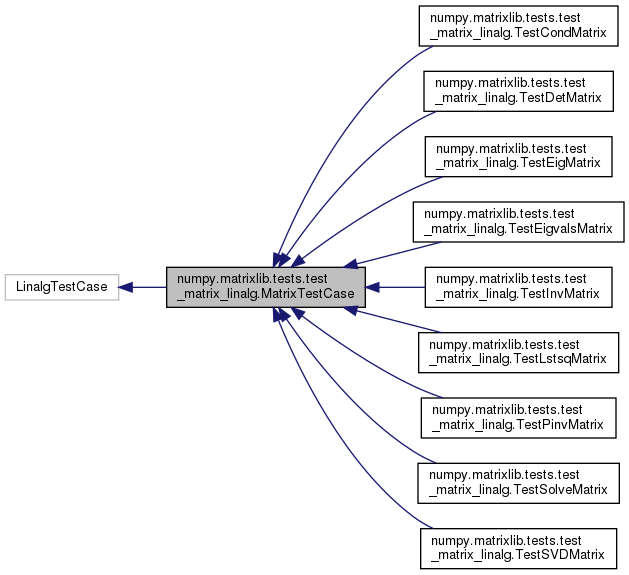 numpy.matrixlib.tests.test
_matrix_linalg.TestCondMatrix
numpy.matrixlib.tests.test
_matrix_linalg.TestDetMatrix
numpy.matrixlib.tests.test
_matrix_linalg.TestEigMatrix
numpy.matrixlib.tests.test
_matrix_linalg.TestEigvalsMatrix
LinalgTestCase
numpy.matrixlib.tests.test
_matrix_linalg.MatrixTestCase
numpy.matrixlib.tests.test
_matrix_linalg.TestInvMatrix
numpy.matrixlib.tests.test
_matrix_linalg.TestLstsqMatrix
numpy.matrixlib.tests.test
_matrix_linalg.TestPinvMatrix
numpy.matrixlib.tests.test
_matrix_linalg.TestSolveMatrix
numpy.matrixlib.tests.test
_matrix_linalg.TestSVDMatrix